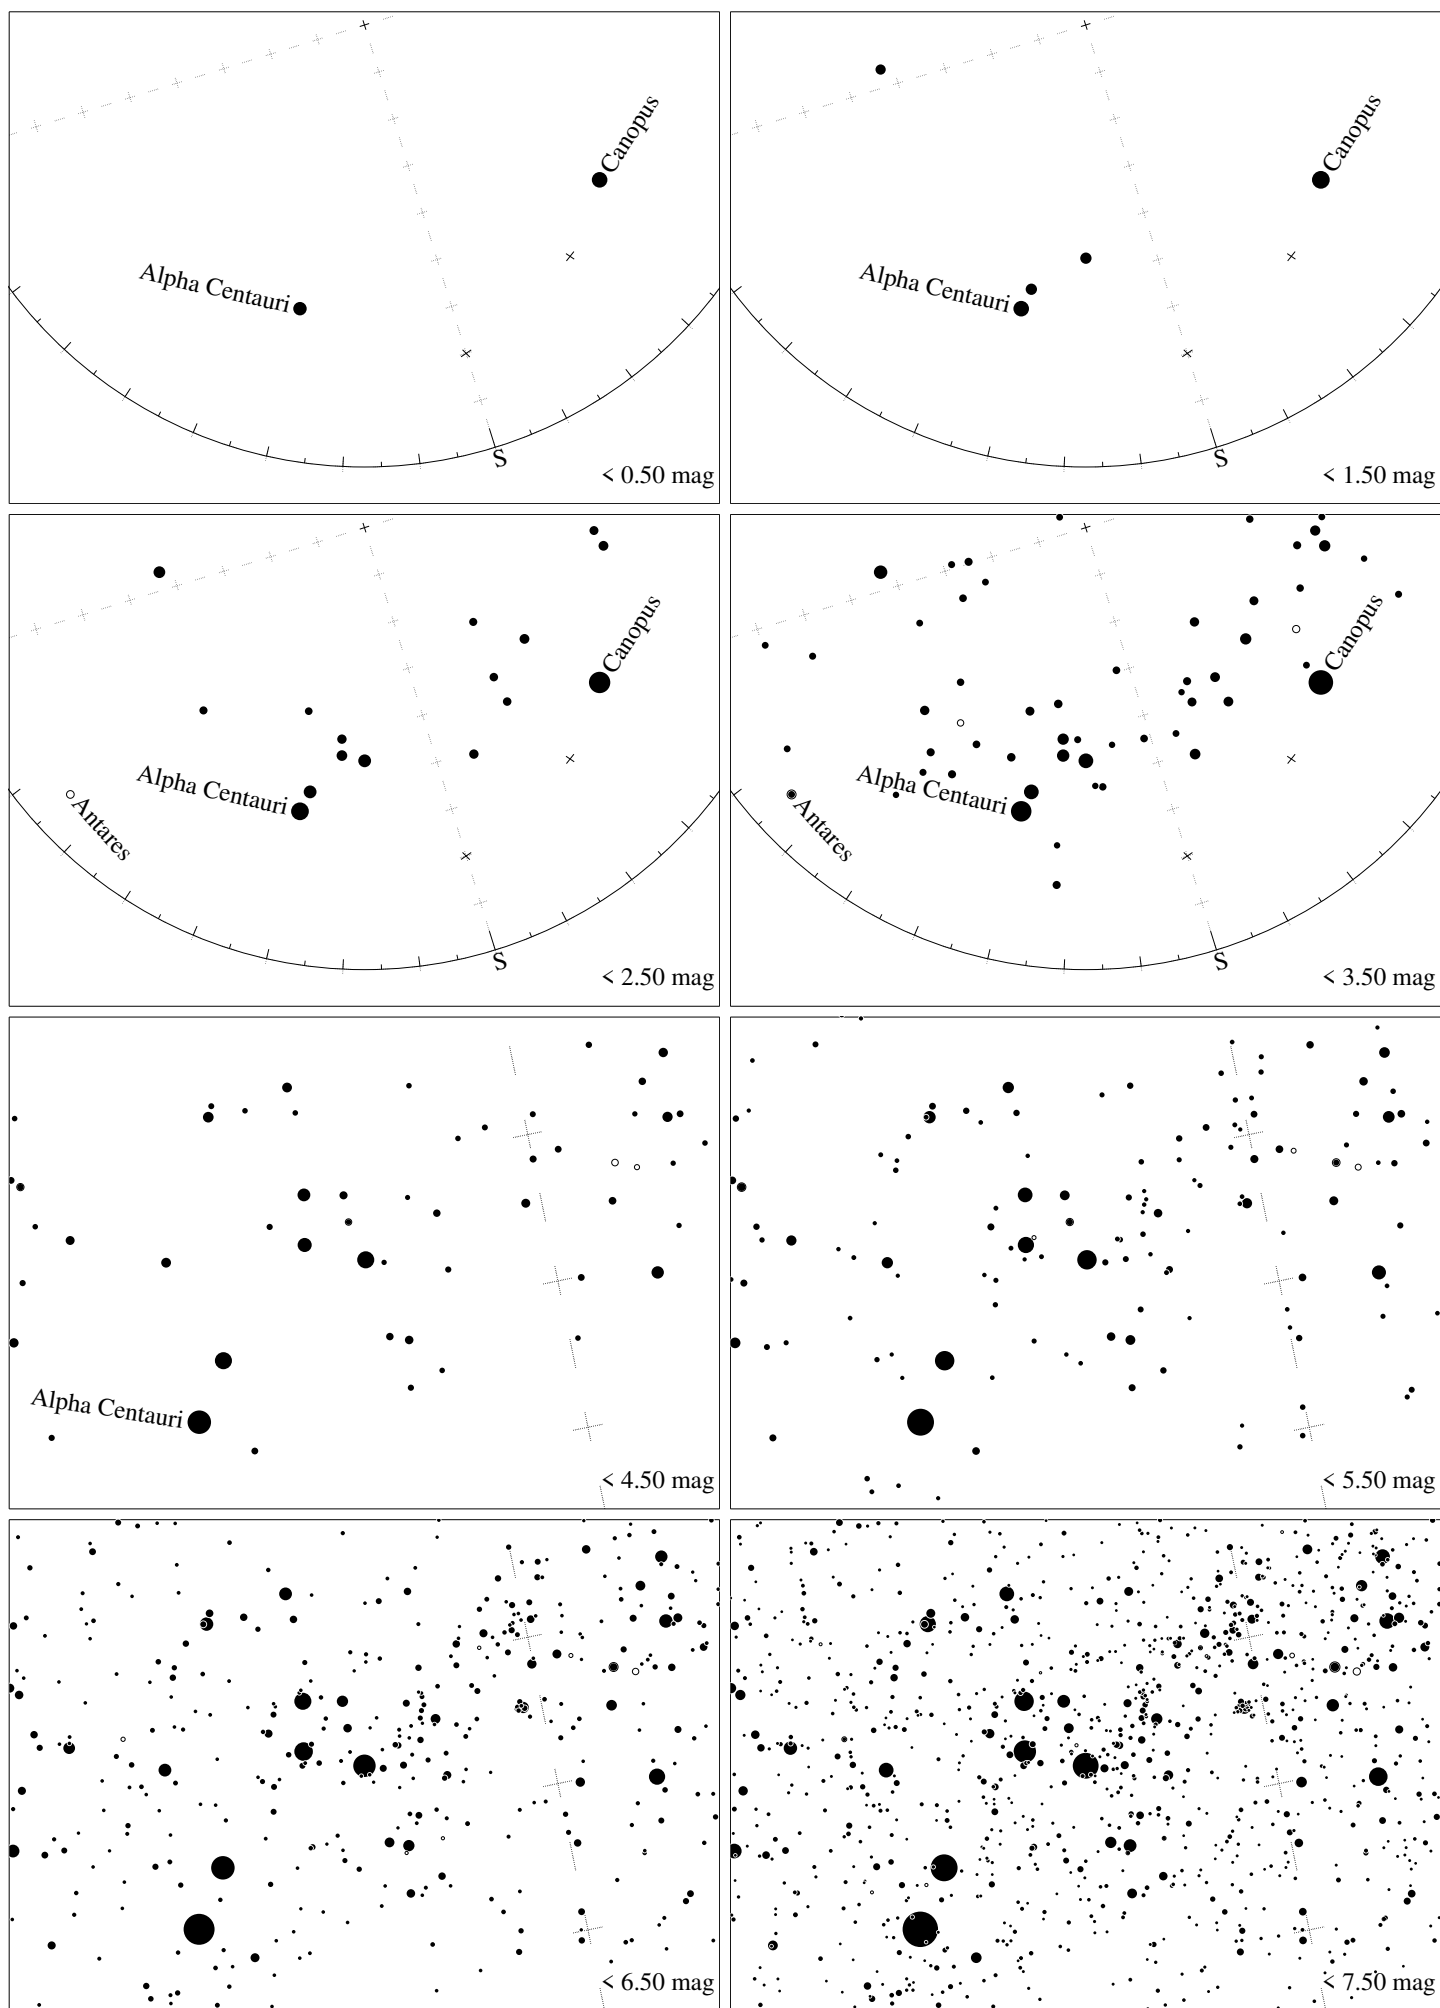 Canopus
Alpha Centauri
S
< 0.50 mag
Canopus
Alpha Centauri
S
< 1.50 mag
Canopus
Alpha Centauri
Antares
S
< 2.50 mag
Canopus
Alpha Centauri
Antares
S
< 3.50 mag
Alpha Centauri
< 4.50 mag
< 5.50 mag
< 6.50 mag
< 7.50 mag